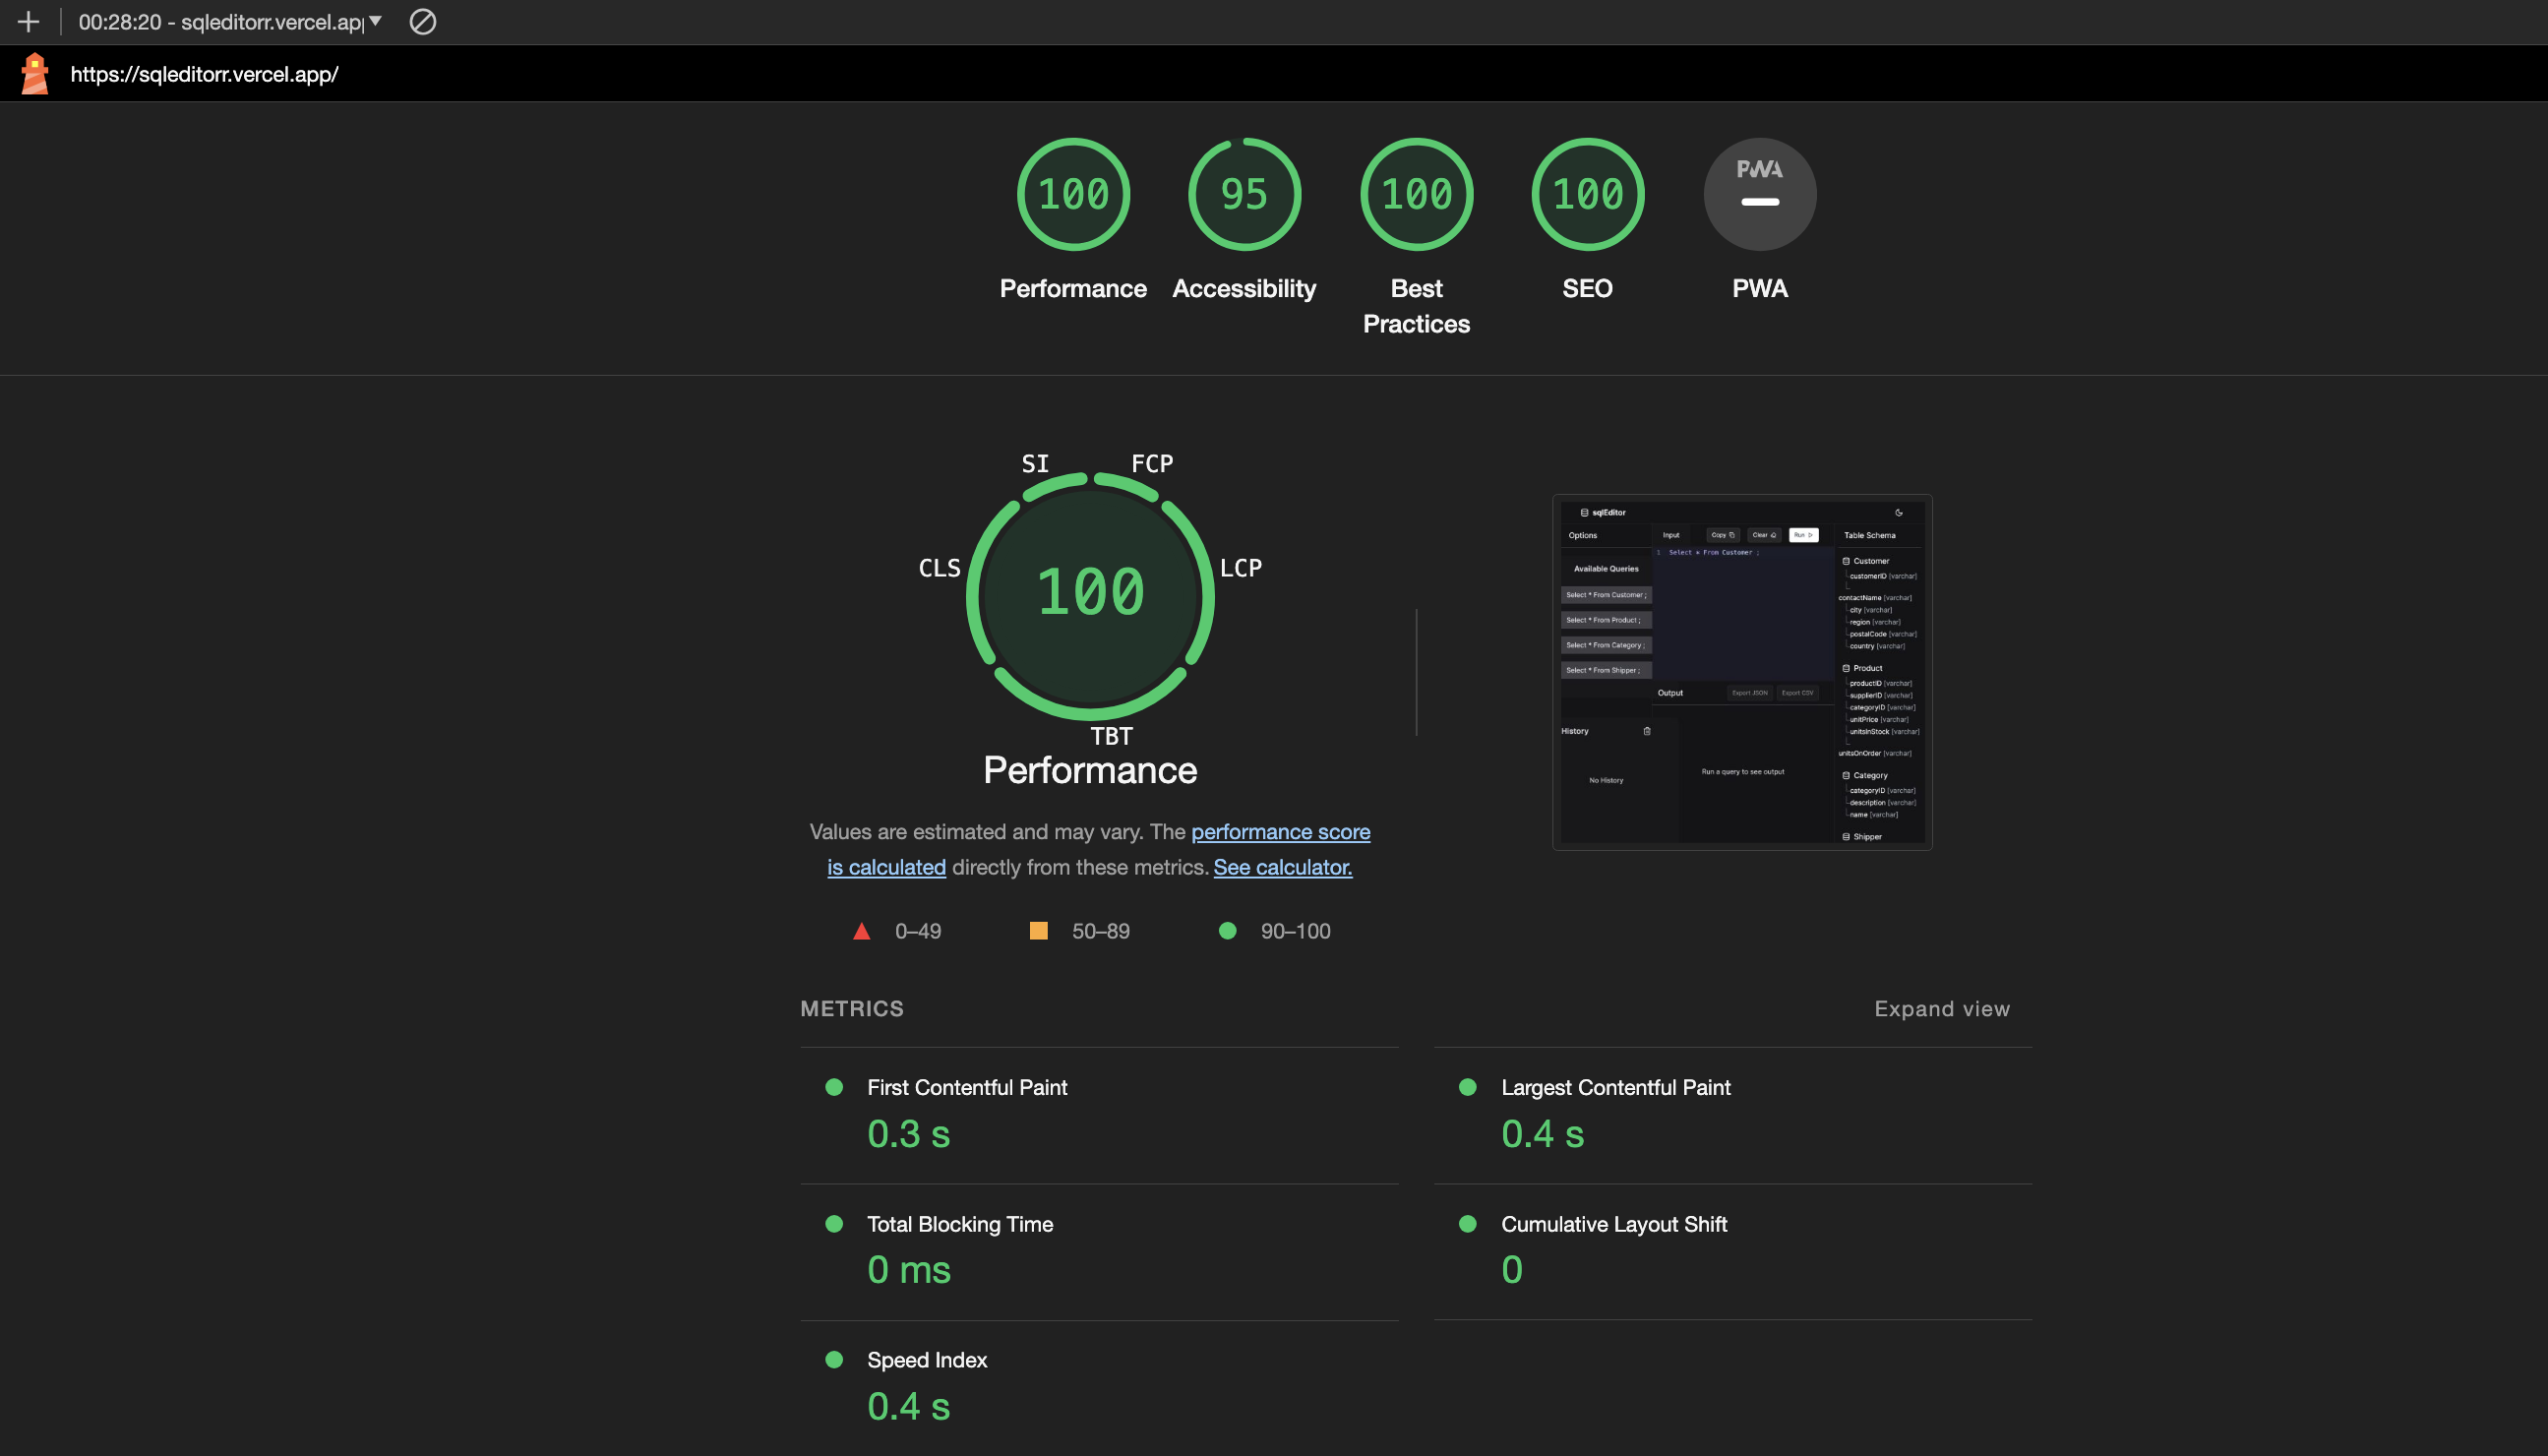 00:28:20 - sqleditorr.vercel.app
https://sqleditorr.vercel.app/
100
95
100
100
PWA
Performance
Accessibility
Best
Practices
SEO
PWA
SI
FCP
CLS
LCP
100
TBT
Performance
Values are estimated and may vary. The performance score
is calculated directly from these metrics. See calculator.
0–49
50–89
90–100
sqlEditor
Options
Available Queries
Select * From Customer ;
Select * From Product ;
Select * From Category ;
Select * From Shipper ;
History
No History
Input
Copy
Clear
Run
1 Select * From Customer ;
Output
Export JSON
Export CSV
Run a query to see output
Table Schema
Customer
customerID [varchar]
contactName [varchar]
city [varchar]
region [varchar]
postalCode [varchar]
country [varchar]
Product
productID [varchar]
supplierID [varchar]
categoryID [varchar]
unitPrice [varchar]
unitsInStock [varchar]
unitsOnOrder [varchar]
Category
categoryID [varchar]
description [varchar]
name [varchar]
Shipper
METRICS
Expand view
First Contentful Paint
0.3 s
Largest Contentful Paint
0.4 s
Total Blocking Time
0 ms
Cumulative Layout Shift
0
Speed Index
0.4 s